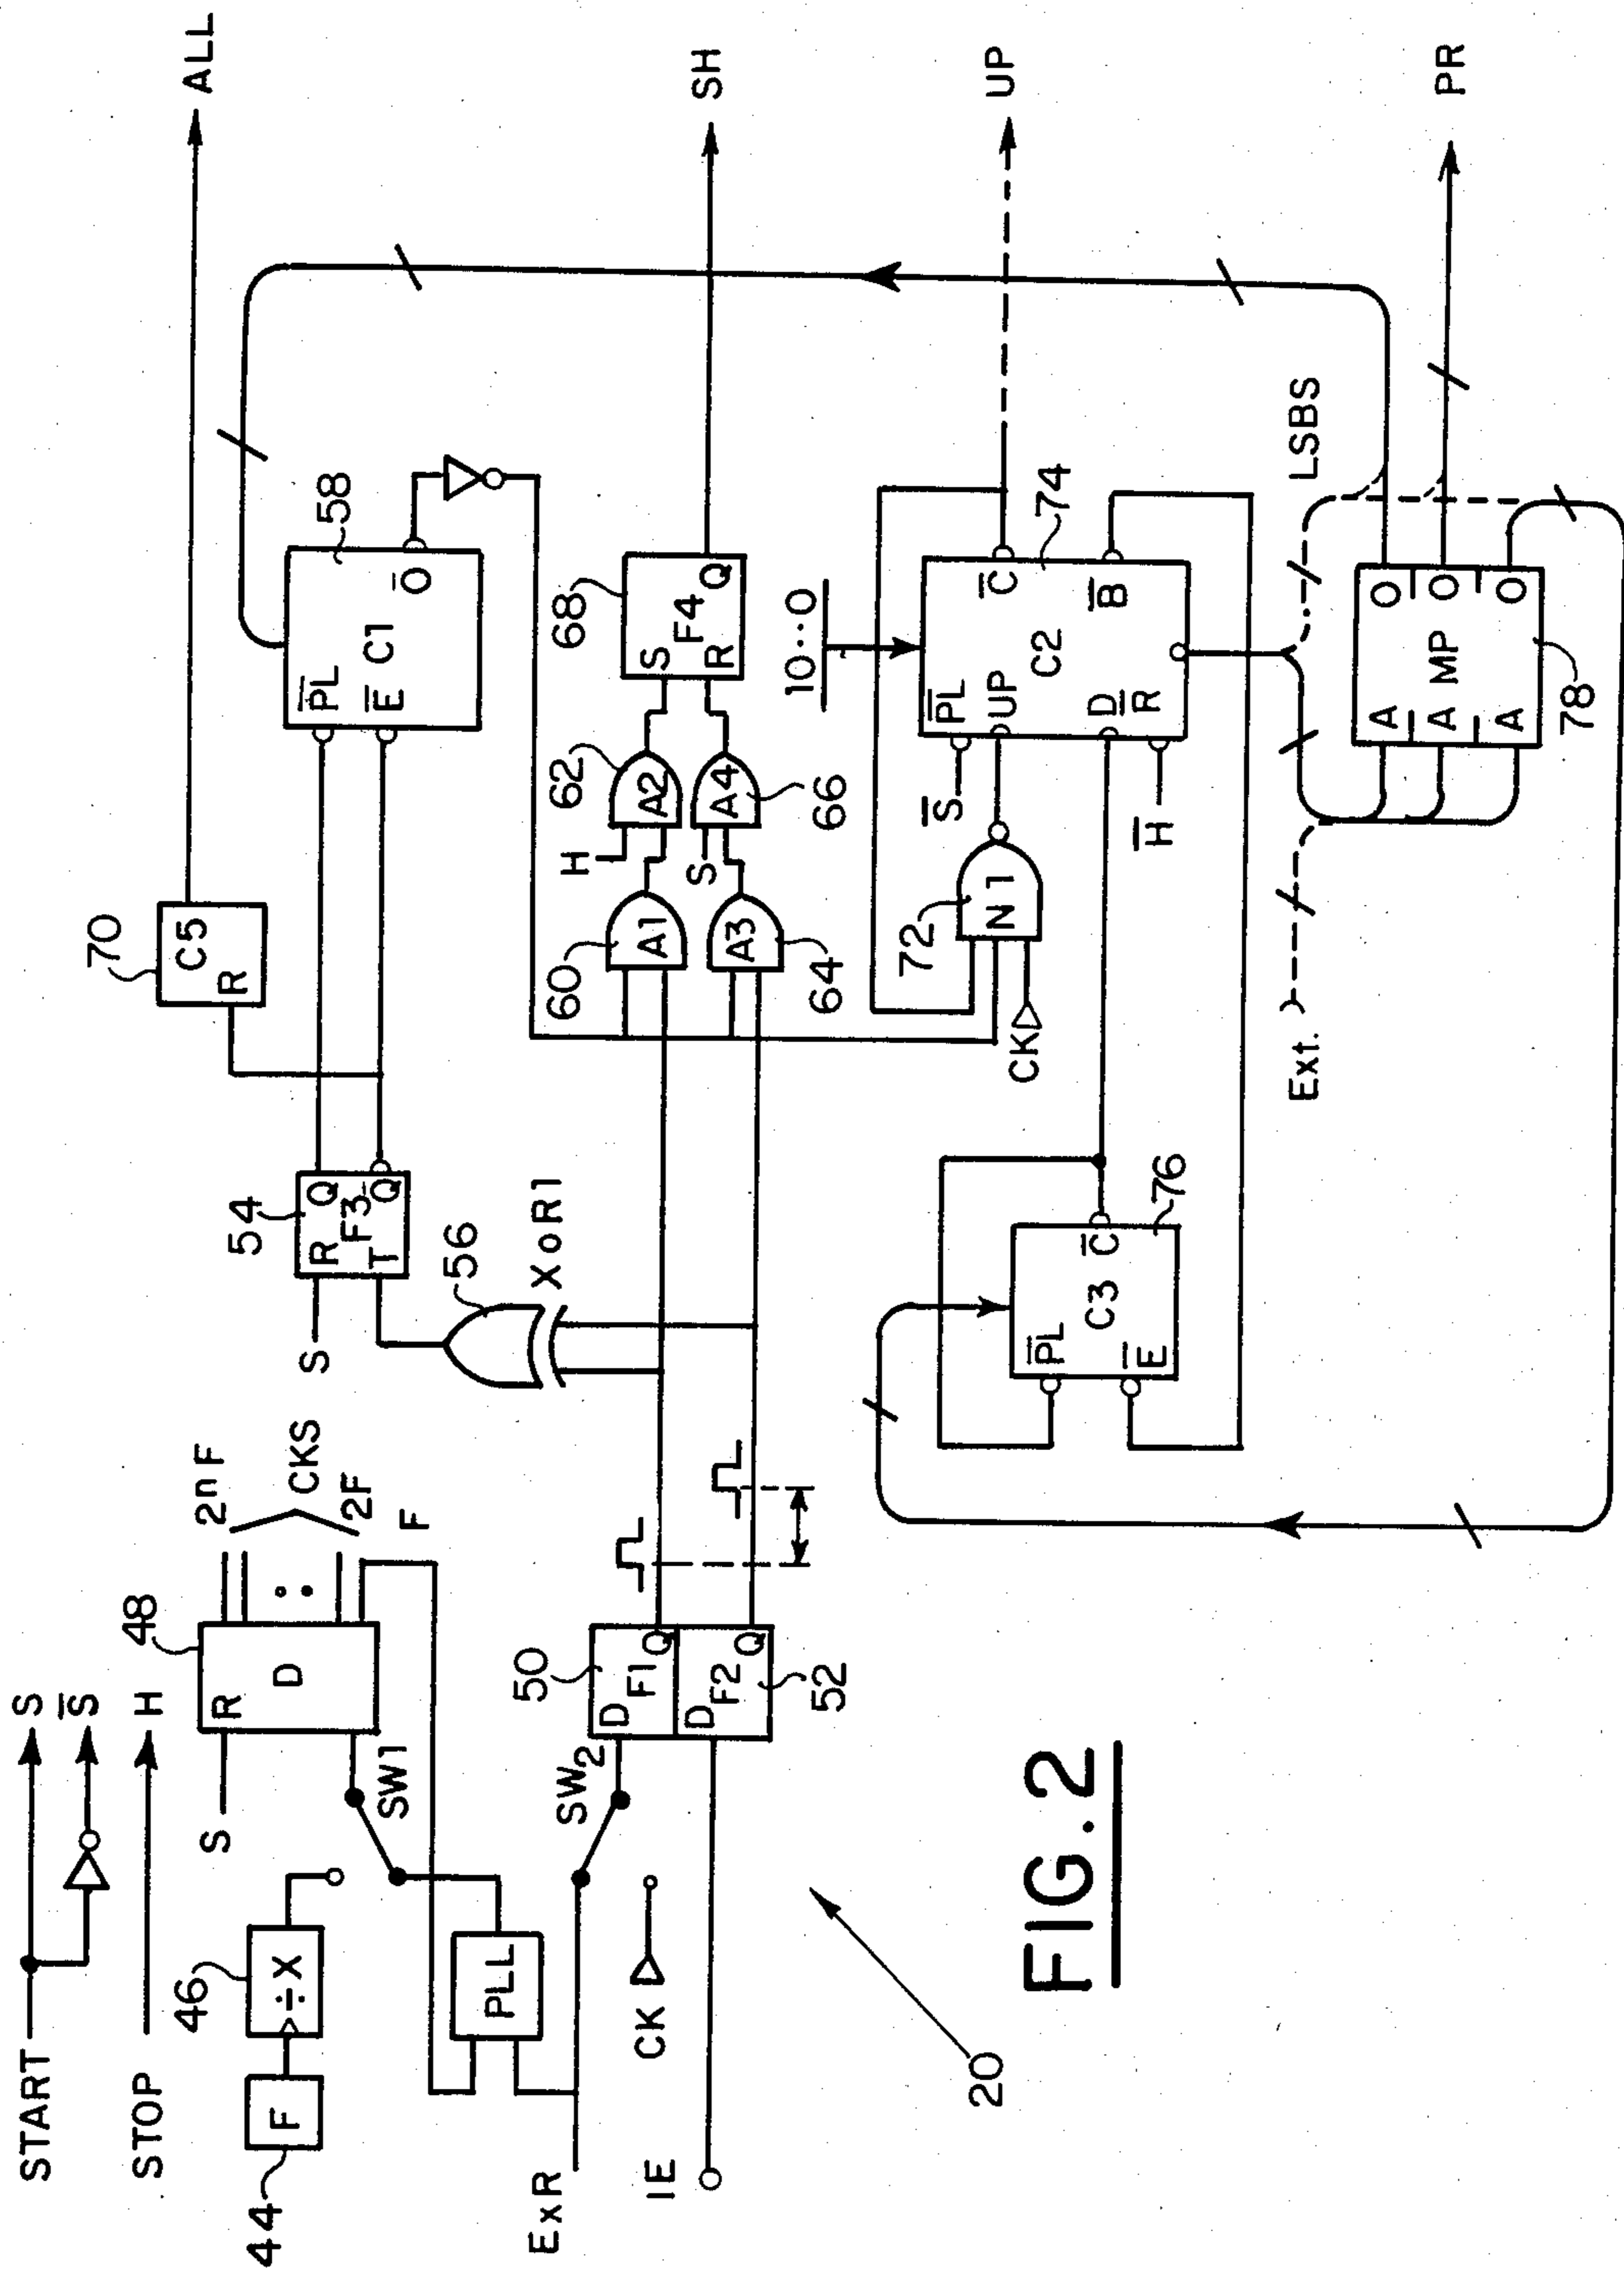 START
S
S̅
STOP
H
44
F
46
÷X
S
SW1
48
R
D
2nF
CKS
2F
F
PLL
ExR
SW2
CK
IE
50
D
F1
Q
D
F2
Q
52
XoR1
56
S
54
R
Q
F3
T
Q̅
70
C5
R
ALL
58
P̅L̅
C1
E̅
O̅
60
A1
H
62
A2
64
A3
S
66
A4
68
S
F4
R
Q
SH
72
N1
CK
S̅
10··0
P̅L̅
UP
C2
D
R̅
H̅
C̅
B̅
74
UP
76
P̅L̅
C3
E̅
C̅
Ext.
LSBS
A
A
A
MP
O
O
O
78
PR
20
FIG. 2